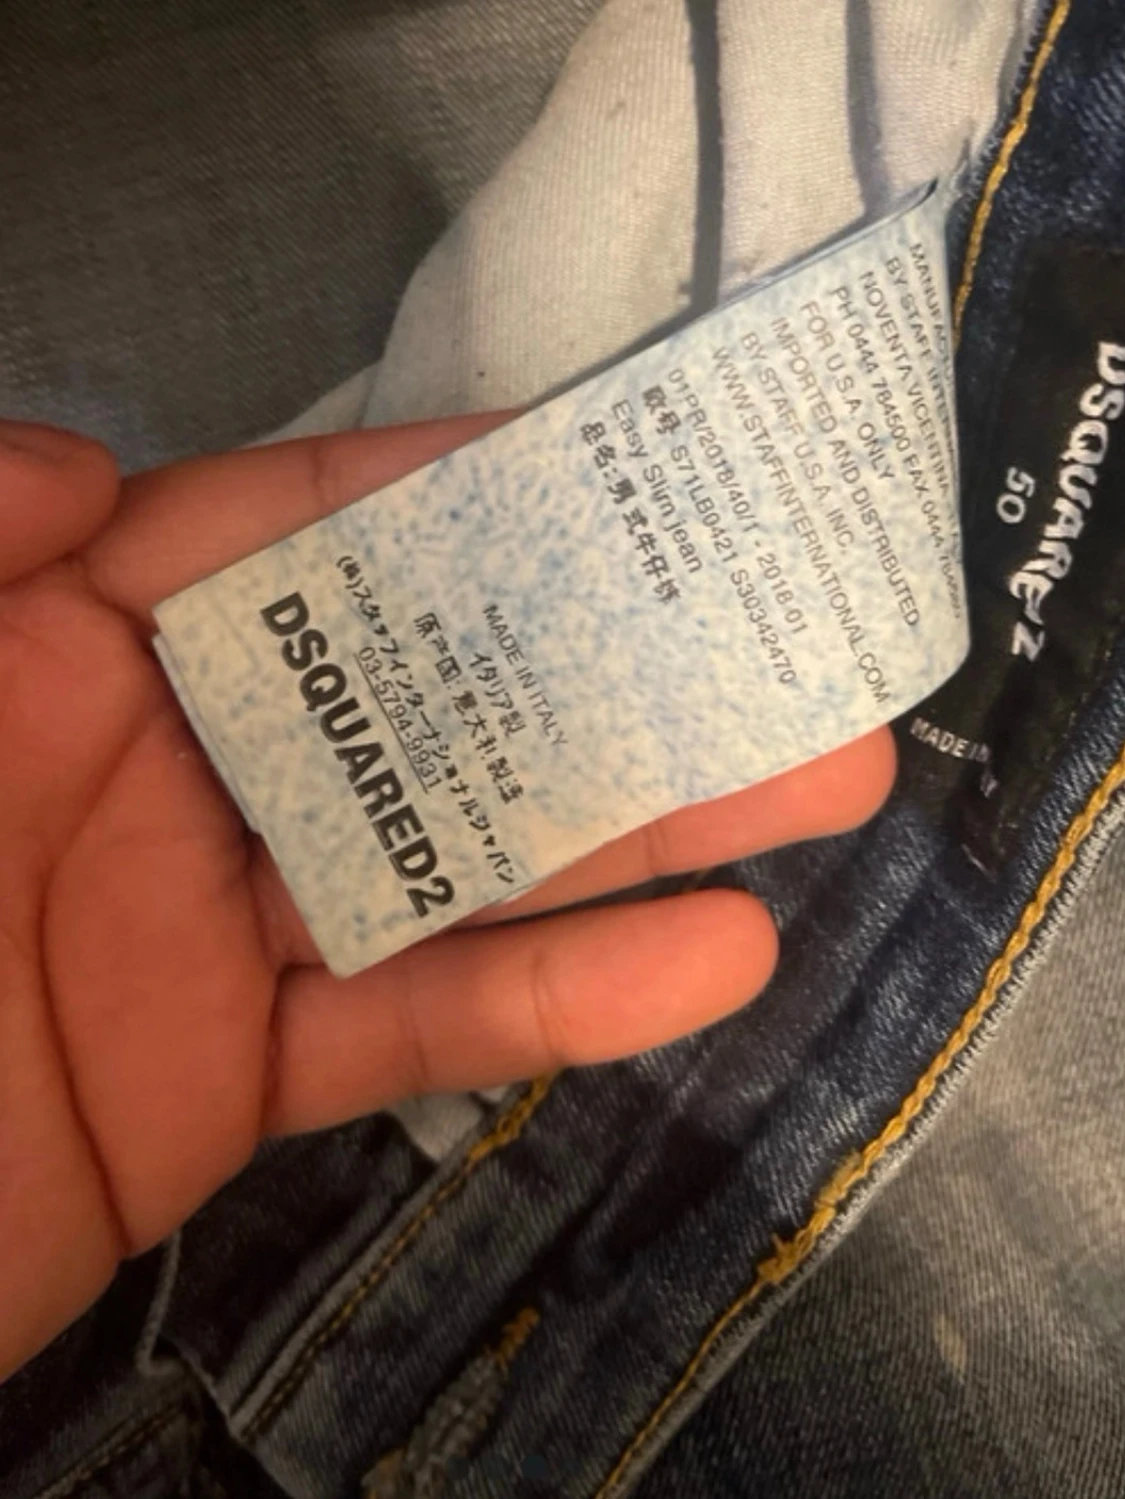 MANUFACTURED
BY STAFF INTERNATIONAL
NOVENTA VICENTINA
PH 0444 784500 FAX 0444
FOR U.S.A. ONLY
IMPORTED AND DISTRIBUTED
BY STAFF U.S.A. INC.
WWW.STAFFINTERNATIONAL.COM
01PR/2018/40/1 - 2018-01
款号 S71LB0421 S30342470
Easy Slim jean
品名: 男式牛仔裤
MADE IN ITALY
イタリア製
原产国: 意大利 製造
(株)スタッフインターナショナルジャパン
03-5794-9931
DSQUARED2
DSQUARED2
50
MADE IN